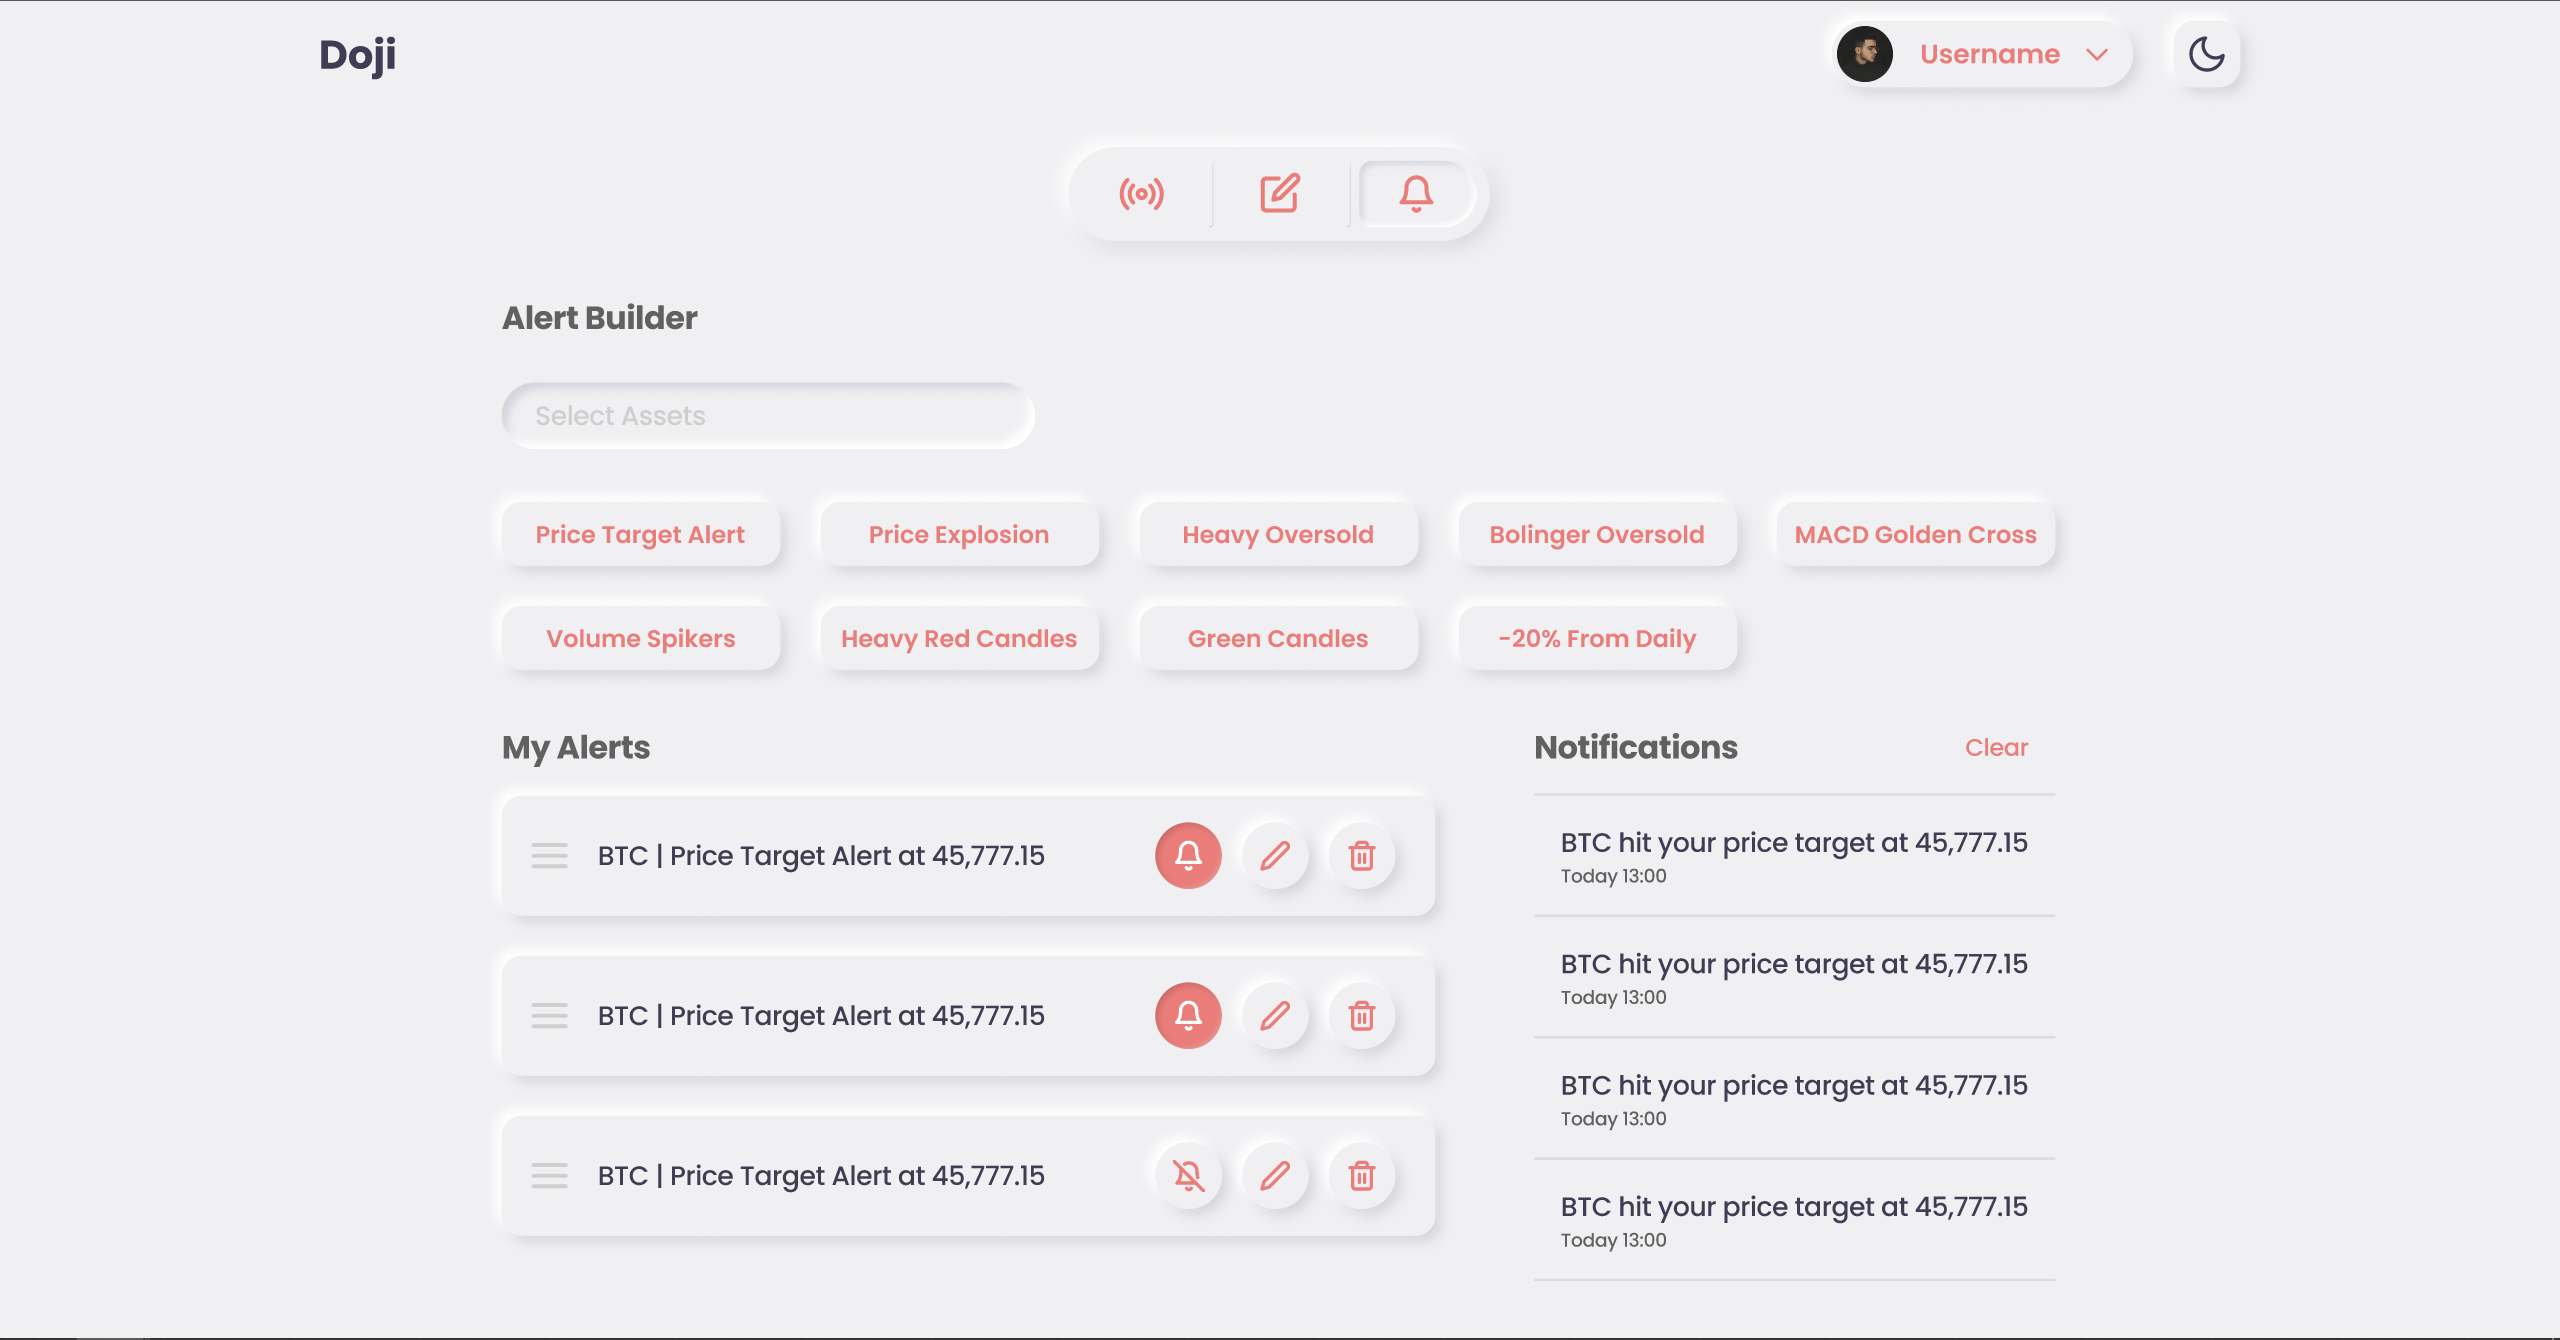 Doji
Username
Alert Builder
Select Assets
Price Target Alert
Price Explosion
Heavy Oversold
Bolinger Oversold
MACD Golden Cross
Volume Spikers
Heavy Red Candles
Green Candles
-20% From Daily
My Alerts
BTC | Price Target Alert at 45,777.15
BTC | Price Target Alert at 45,777.15
BTC | Price Target Alert at 45,777.15
Notifications
Clear
BTC hit your price target at 45,777.15
Today 13:00
BTC hit your price target at 45,777.15
Today 13:00
BTC hit your price target at 45,777.15
Today 13:00
BTC hit your price target at 45,777.15
Today 13:00